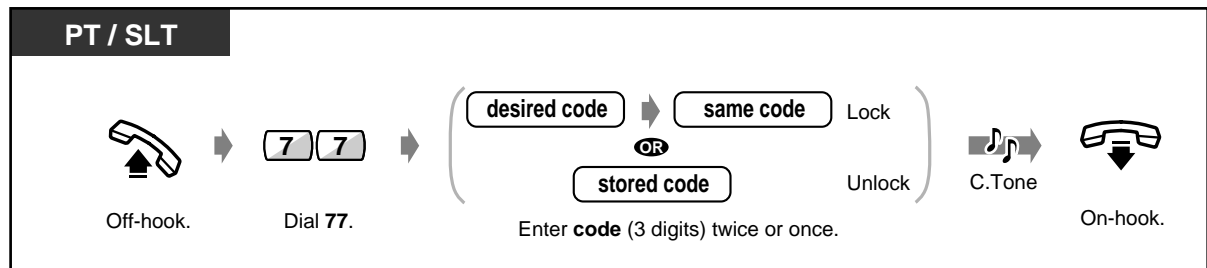 PT / SLT
desired code same code Lock
7 7 OR
stored code Unlock C.Tone
Off-hook. Dial 77. Enter code (3 digits) twice or once. On-hook.